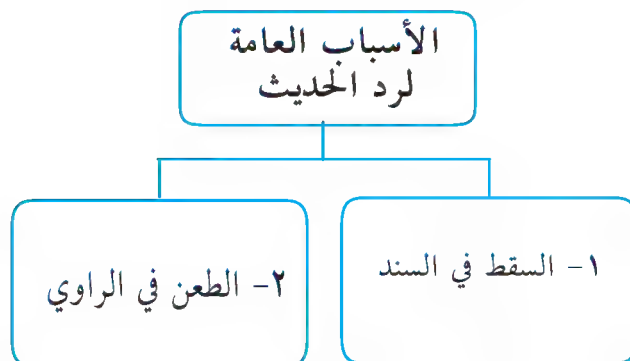 الأسباب العامة
لرد الحديث
١- السقط في السند
٢- الطعن في الراوي